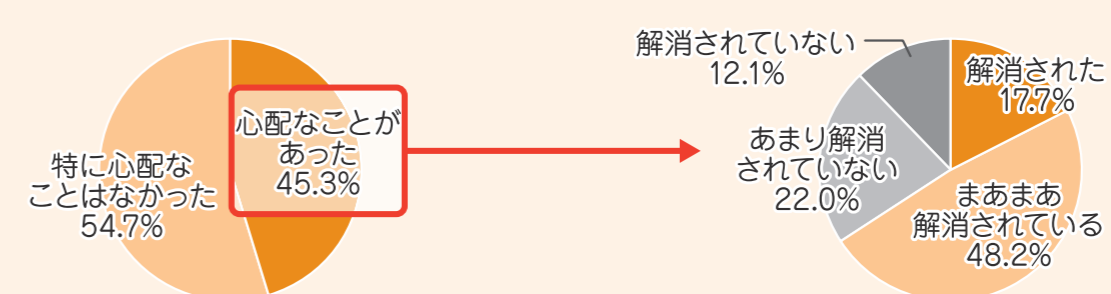 特に心配な
ことはなかった
54.7%
心配なことが
あった
45.3%
解消されていない
12.1%
解消された
17.7%
あまり解消
されていない
22.0%
まあまあ
解消されている
48.2%